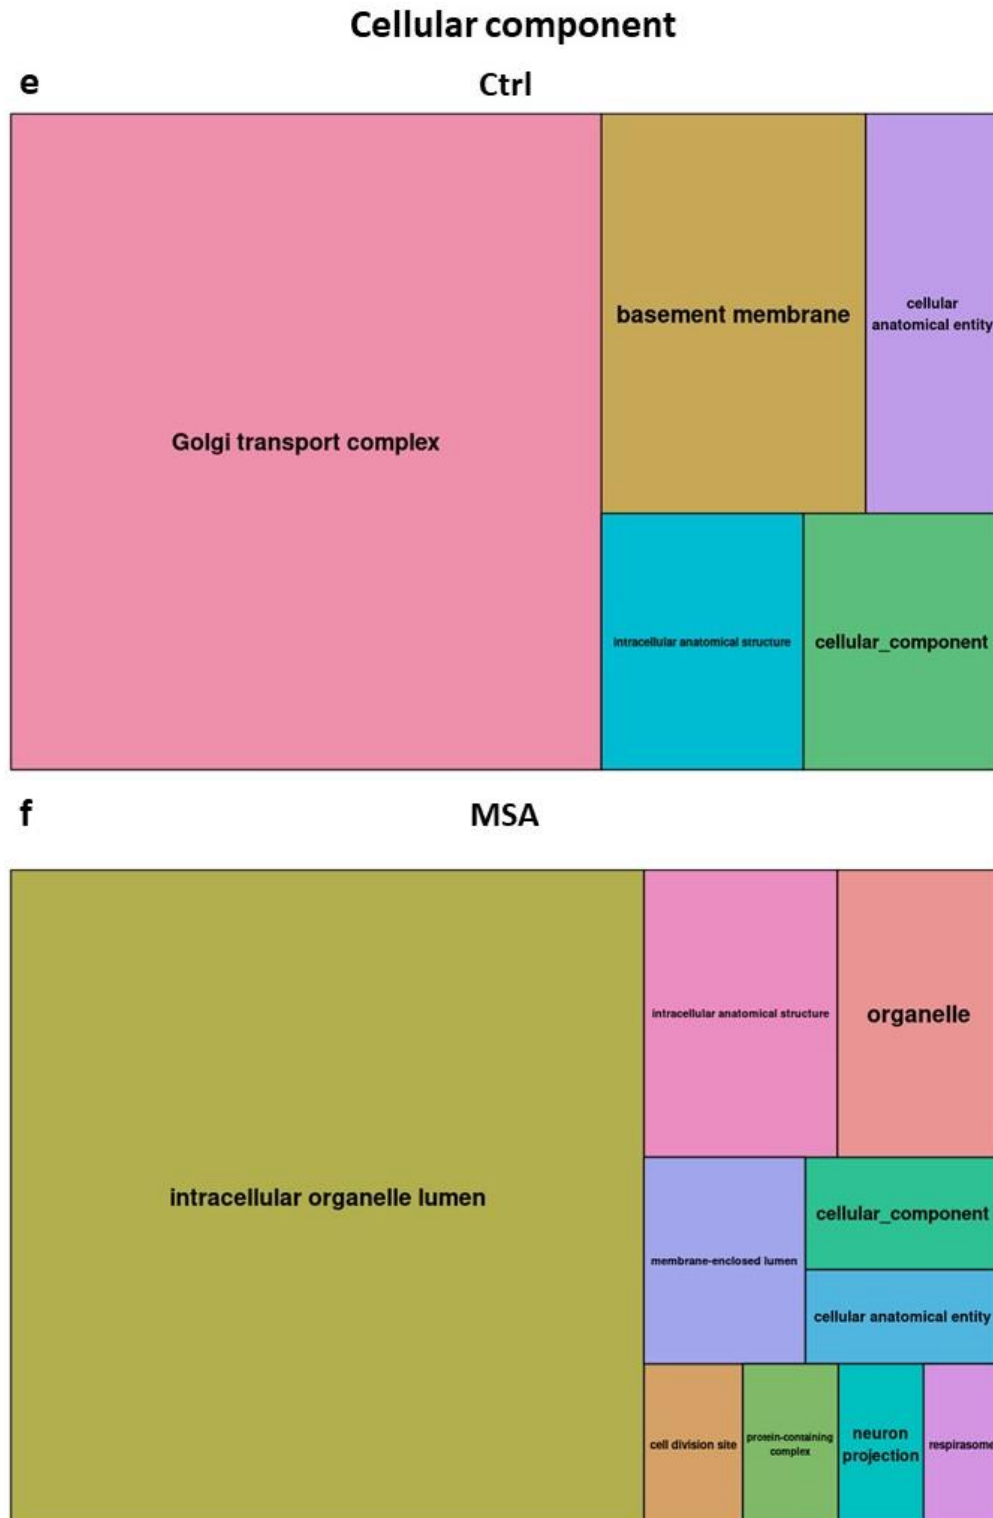 Cellular component
e
Ctrl
Golgi transport complex
basement membrane
cellular
anatomical entity
intracellular anatomical structure
cellular_component
f
MSA
intracellular organelle lumen
intracellular anatomical structure
organelle
membrane-enclosed lumen
cellular_component
cellular anatomical entity
cell division site
protein-containing
complex
neuron
projection
respirasome